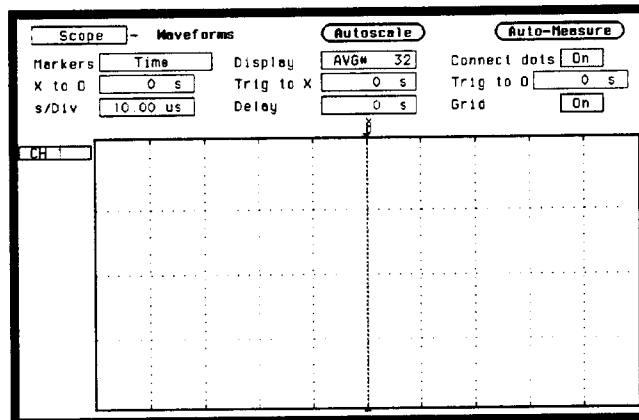 Scope - Waveforms Autoscale Auto-Measure
Markers Time Display AVG# 32 Connect dots On
X to O 0 s Trig to X 0 s Trig to O 0 s
s/Div 10.00 us Delay 0 s Grid On
X
O
CH 1